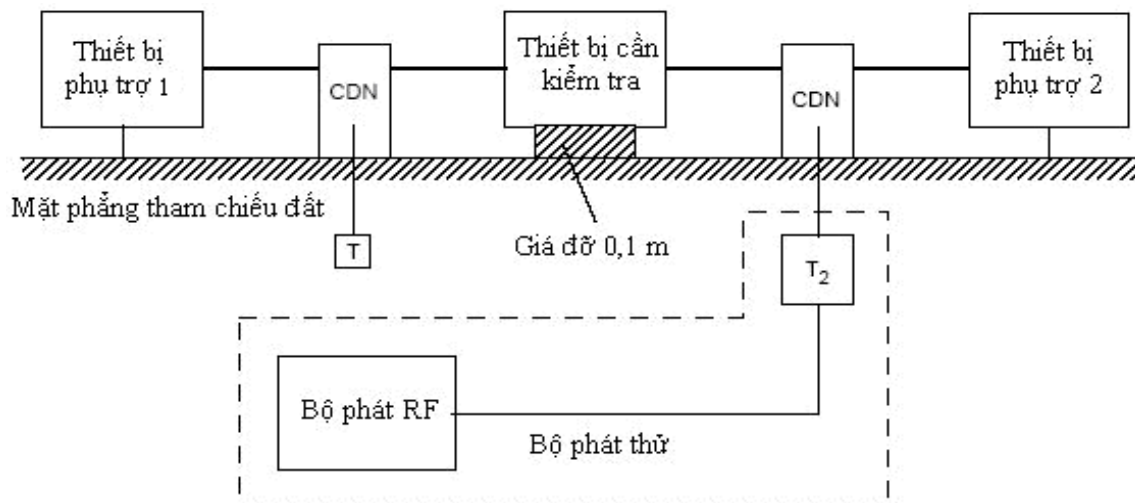 Thiết bị
phụ trợ 1
CDN
Thiết bị cần
kiểm tra
CDN
Thiết bị
phụ trợ 2
Mặt phẳng tham chiếu đất
T
Giá đỡ 0,1 m
T2
Bộ phát RF
Bộ phát thử